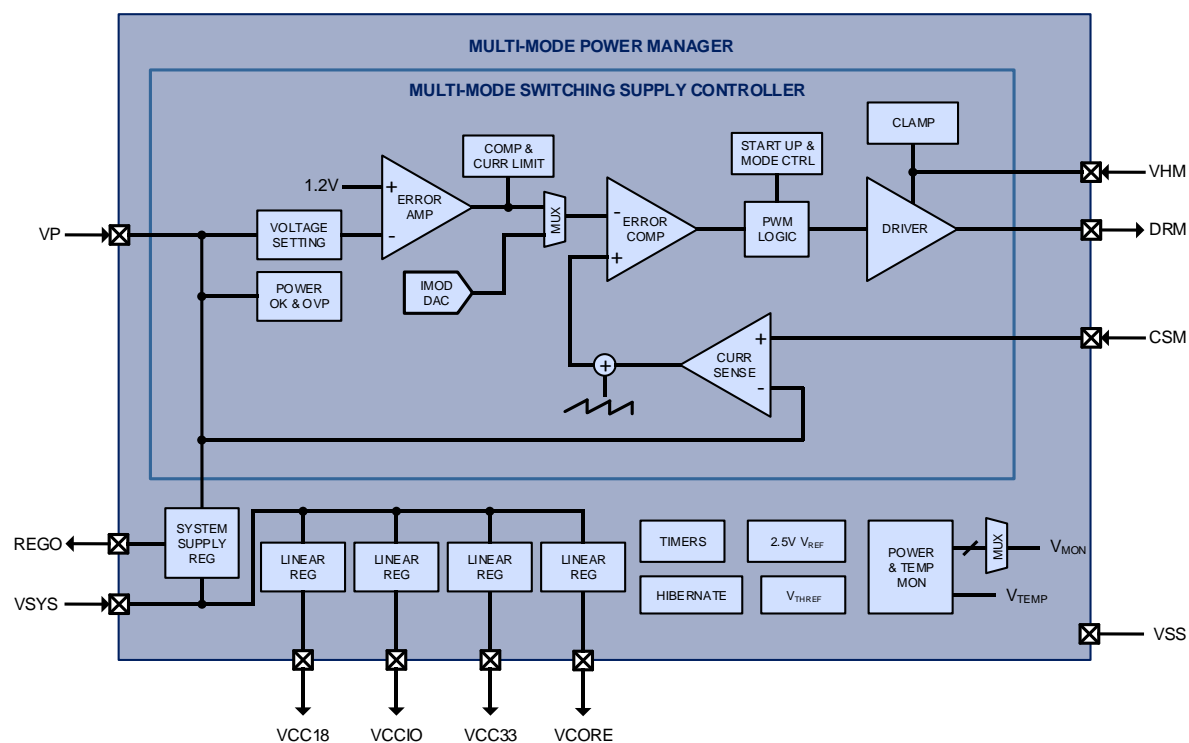 MULTI-MODE POWER MANAGER
MULTI-MODE SWITCHING SUPPLY CONTROLLER
CLAMP
COMP &
CURR LIMIT
START UP &
MODE CTRL
VHM
1.2V
+
ERROR
AMP
-
MUX
-
ERROR
COMP
+
PWM
LOGIC
DRIVER
DRM
VP
VOLTAGE
SETTING
POWER
OK & OVP
IMOD
DAC
CSM
+
CURR
SENSE
-
+
REGO
SYSTEM
SUPPLY
REG
VSYS
LINEAR
REG
LINEAR
REG
LINEAR
REG
LINEAR
REG
TIMERS
2.5V VREF
HIBERNATE
VTHREF
POWER
& TEMP
MON
MUX
VMON
VTEMP
VSS
VCC18
VCCIO
VCC33
VCORE